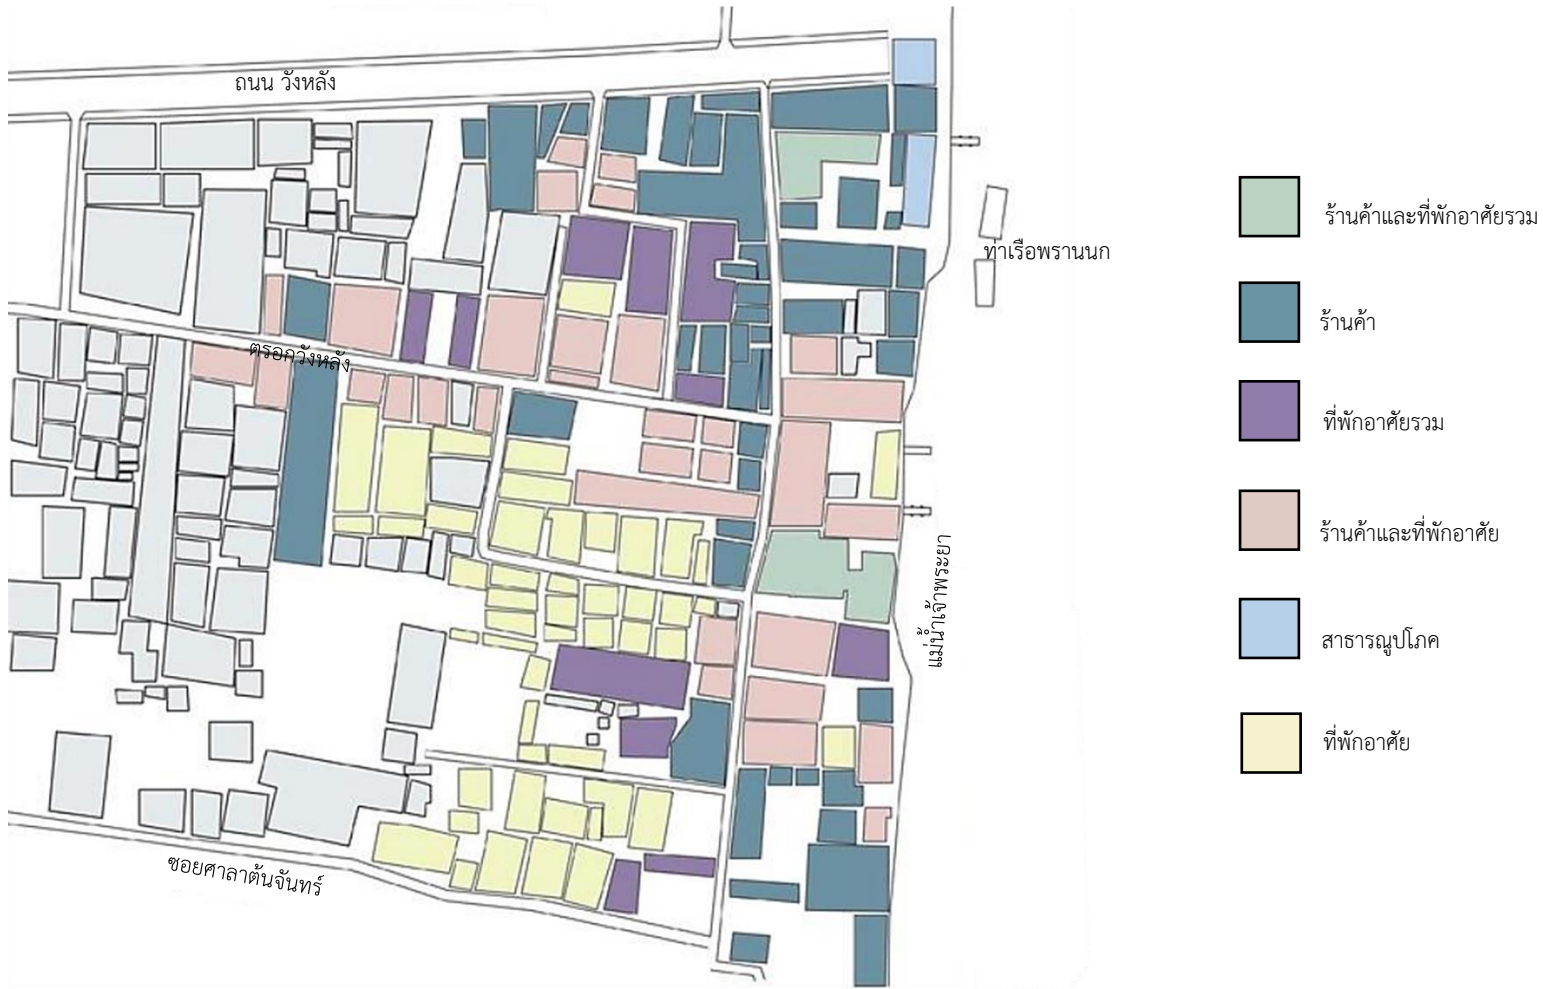 ถนน วังหลัง
ท่าเรือพรานนก
ตรอกวังหลัง
แม่น้ำเจ้าพระยา
ซอยศาลาต้นจันทร์
ร้านค้าและที่พักอาศัยรวม
ร้านค้า
ที่พักอาศัยรวม
ร้านค้าและที่พักอาศัย
สาธารณูปโภค
ที่พักอาศัย